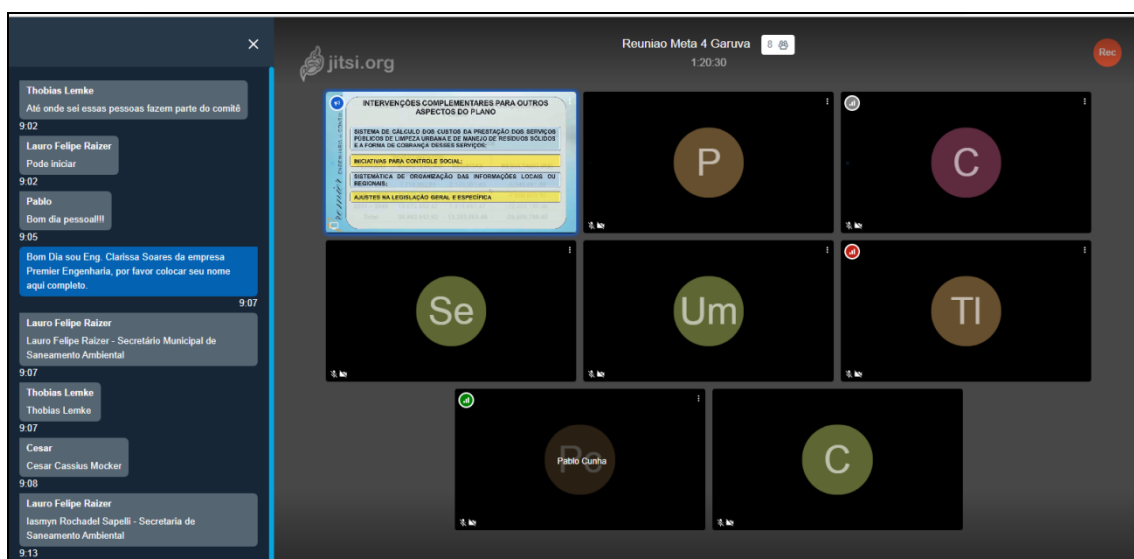 Thobias Lemke
Até onde sei essas pessoas fazem parte do comitê
9:02
Lauro Felipe Raizer
Pode iniciar
9:02
Pablo
Bom dia pessoal!!!
9:05
Bom Dia sou Eng. Clarissa Soares da empresa
Premier Engenharia, por favor colocar seu nome
aqui completo.
9:07
Lauro Felipe Raizer
Lauro Felipe Raizer - Secretário Municipal de
Saneamento Ambiental
9:07
Thobias Lemke
Thobias Lemke
9:07
Cesar
Cesar Cassius Mocker
9:08
Lauro Felipe Raizer
Iasmyn Rochadel Sapelli - Secretaria de
Saneamento Ambiental
9:13
jitsi.org
Reuniao Meta 4 Garuva 8
1:20:30
Rec
INTERVENÇÕES COMPLEMENTARES PARA OUTROS
ASPECTOS DO PLANO
SISTEMA DE CÁLCULO DOS CUSTOS DA PRESTAÇÃO DOS SERVIÇOS
PÚBLICOS DE LIMPEZA URBANA E DE MANEJO DE RESÍDUOS SÓLIDOS
E A FORMA DE COBRANÇA DESSES SERVIÇOS;
INICIATIVAS PARA CONTROLE SOCIAL;
SISTEMÁTICA DE ORGANIZAÇÃO DAS INFORMAÇÕES LOCAIS OU
REGIONAIS;
AJUSTES NA LEGISLAÇÃO GERAL E ESPECÍFICA
P
C
Se
Um
Tl
Pc
Pablo Cunha
C